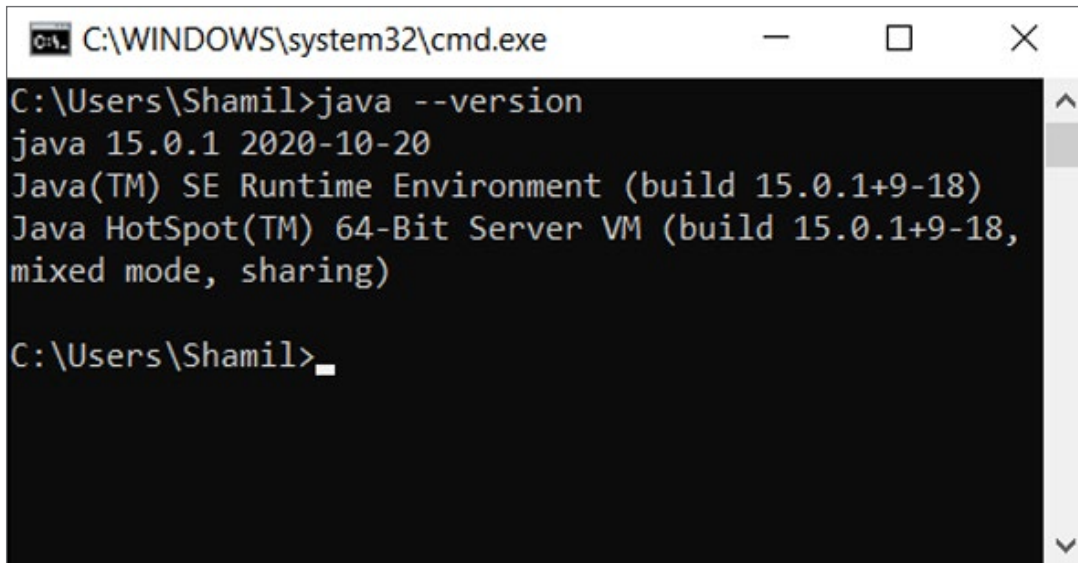 C:\WINDOWS\system32\cmd.exe
C:\Users\Shamil>java --version
java 15.0.1 2020-10-20
Java(TM) SE Runtime Environment (build 15.0.1+9-18)
Java HotSpot(TM) 64-Bit Server VM (build 15.0.1+9-18,
mixed mode, sharing)
C:\Users\Shamil>